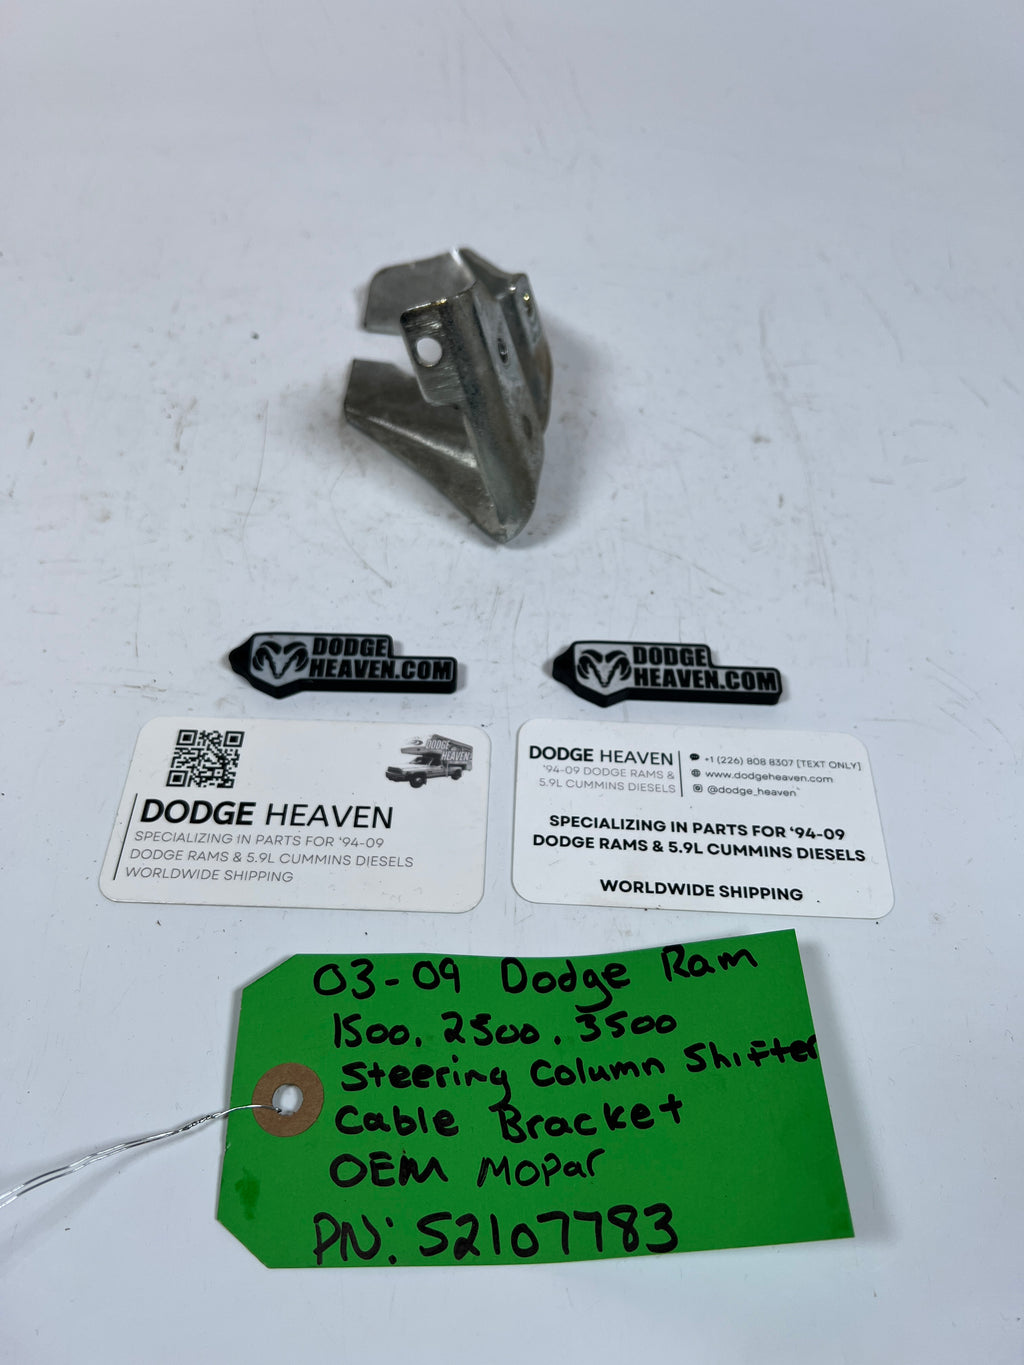 DODGE
HEAVEN.COM
DODGE
HEAVEN.COM
DODGE
HEAVEN
DODGE HEAVEN
SPECIALIZING IN PARTS FOR '94-09
DODGE RAMS & 5.9L CUMMINS DIESELS
WORLDWIDE SHIPPING
DODGE HEAVEN
'94-09 DODGE RAMS &
5.9L CUMMINS DIESELS
+1 (226) 808 8307 [TEXT ONLY]
www.dodgeheaven.com
@dodge_heaven
SPECIALIZING IN PARTS FOR '94-09
DODGE RAMS & 5.9L CUMMINS DIESELS
WORLDWIDE SHIPPING
03-09 Dodge Ram
1500, 2500, 3500
Steering Column Shifter
Cable Bracket
OEM Mopar
PN: 52107783